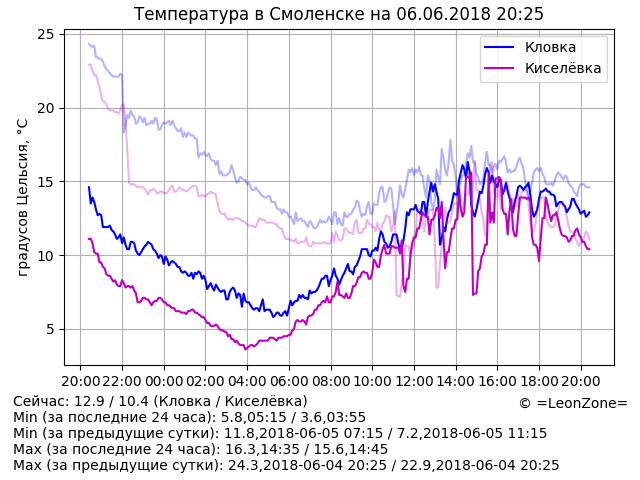 Температура в Смоленске на 06.06.2018 20:25
Кловка
Киселёвка
градусов Цельсия, °C
25
20
15
10
5
20:00 22:00 00:00 02:00 04:00 06:00 08:00 10:00 12:00 14:00 16:00 18:00 20:00
Сейчас: 12.9 / 10.4 (Кловка / Киселёвка)
© =LeonZone=
Min (за последние 24 часа): 5.8,05:15 / 3.6,03:55
Min (за предыдущие сутки): 11.8,2018-06-05 07:15 / 7.2,2018-06-05 11:15
Max (за последние 24 часа): 16.3,14:35 / 15.6,14:45
Max (за предыдущие сутки): 24.3,2018-06-04 20:25 / 22.9,2018-06-04 20:25